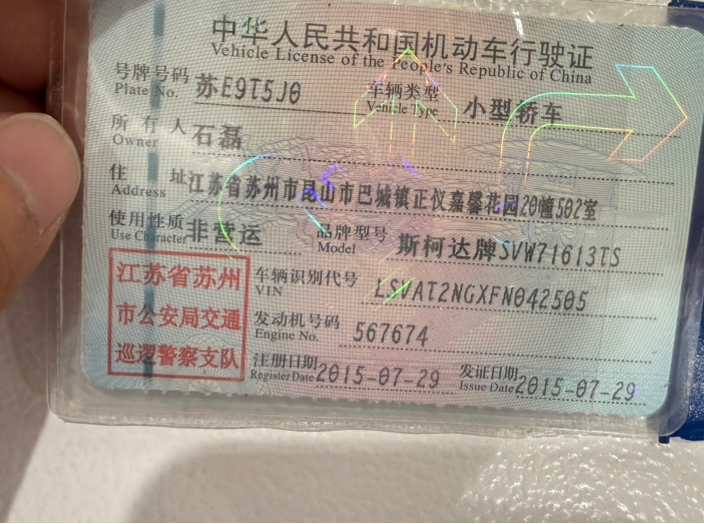 中华人民共和国机动车行驶证
Vehicle License of the People's Republic of China
号牌号码 苏E9T5J0 车辆类型 小型轿车
Plate No. Vehicle Type
所有人 石磊
Owner
住址 江苏省苏州市昆山市巴城镇正仪嘉馨花园20幢502室
Address
使用性质 非营运 品牌型号 斯柯达牌SVW71613TS
Use Character Model
江苏省苏州
市公安局交通
巡逻警察支队
车辆识别代号 LSVAT2NGXFN042505
VIN
发动机号码 567674
Engine No.
注册日期 2015-07-29 发证日期 2015-07-29
Register Date Issue Date